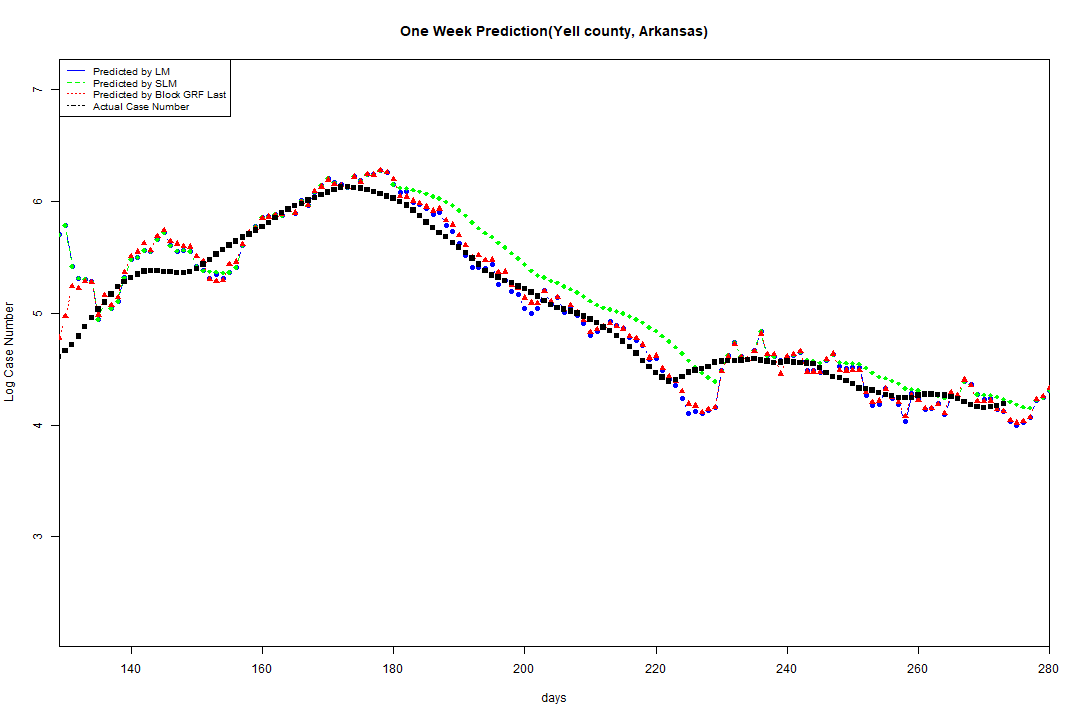 One Week Prediction(Yell county, Arkansas)
Predicted by LM
Predicted by SLM
Predicted by Block GRF Last
Actual Case Number
7
6
5
4
3
Log Case Number
140 160 180 200 220 240 260 280
days